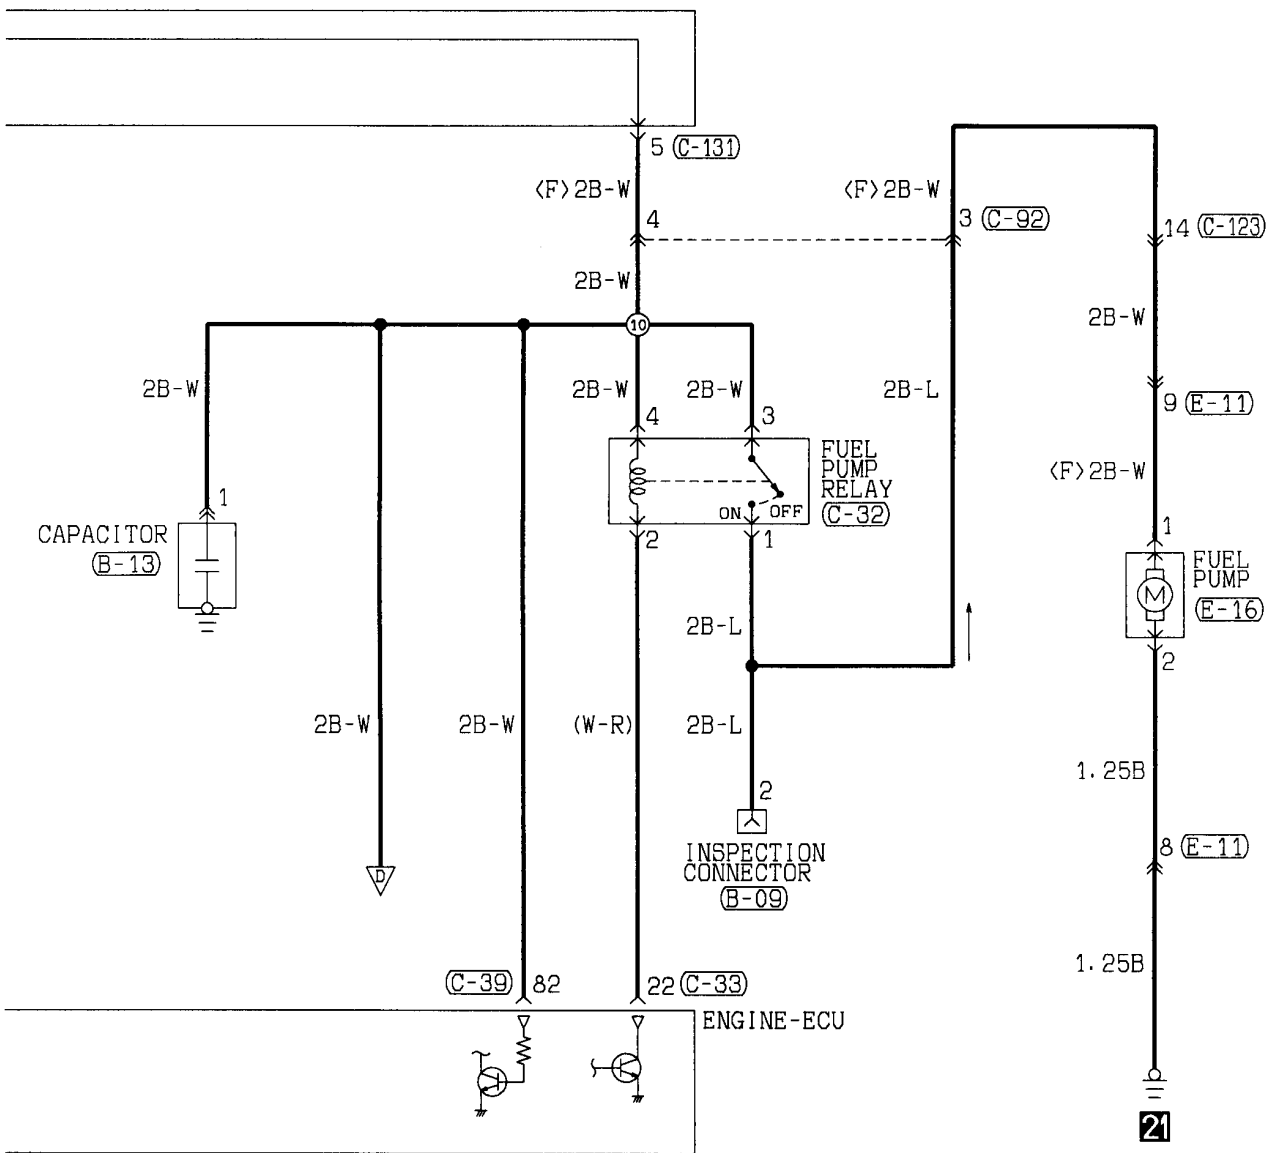 5 (C-131)
<F>2B-W
<F>2B-W
4
3 (C-92)
14 (C-123)
2B-W
10
2B-W
2B-W
2B-W
2B-W
2B-L
4
3
9 (E-11)
FUEL
PUMP
RELAY
(C-32)
<F>2B-W
1
ON
OFF
CAPACITOR
(B-13)
2
1
1
FUEL
PUMP
(E-16)
M
2B-L
2
2B-W
2B-W
(W-R)
2B-L
1.25B
2
INSPECTION
CONNECTOR
(B-09)
8 (E-11)
D
1.25B
(C-39) 82
22 (C-33)
ENGINE-ECU
21